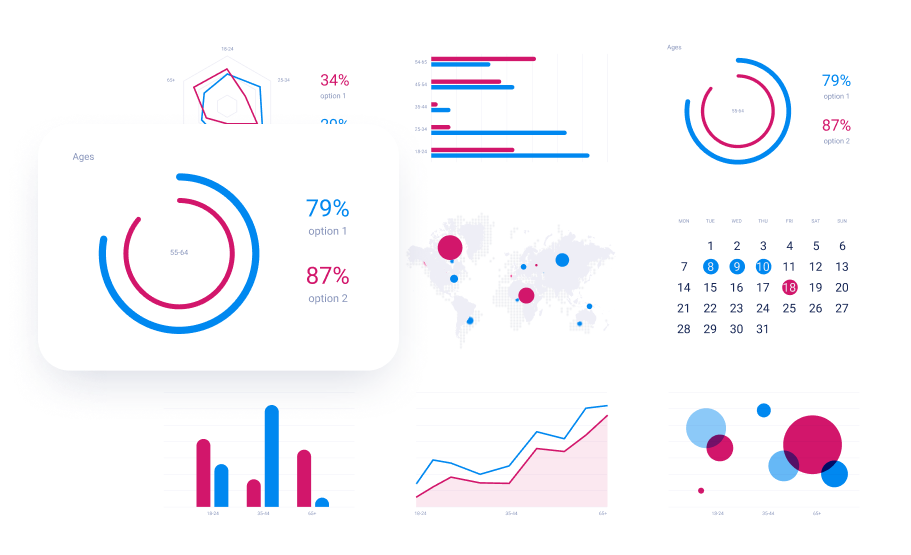 18-24
65+
25-34
34%
option 1
54-65
45-54
35-44
25-34
18-24
Ages
55-64
79%
option 1
87%
option 2
Ages
55-64
79%
option 1
87%
option 2
MON TUE WED THU FRI SAT SUN
1 2 3 4 5 6
7 8 9 10 11 12 13
14 15 16 17 18 19 20
21 22 23 24 25 26 27
28 29 30 31
18-24 35-44 65+
18-24 35-44 65+
18-24 35-44 65+